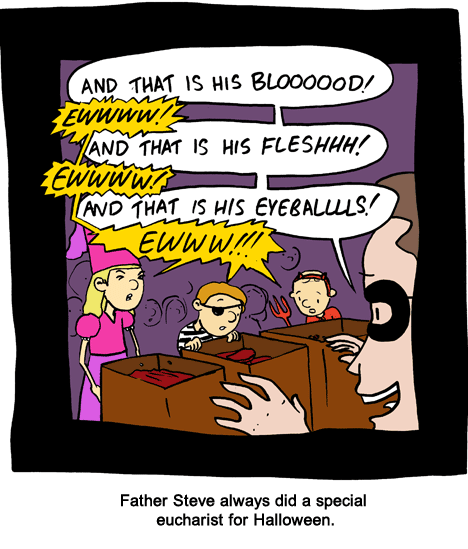 AND THAT IS HIS BLOOOOOD!
EWWWW!
AND THAT IS HIS FLESHHH!
EWWWW!
AND THAT IS HIS EYEBALLLLS!
EWWW!!!
Father Steve always did a special
eucharist for Halloween.